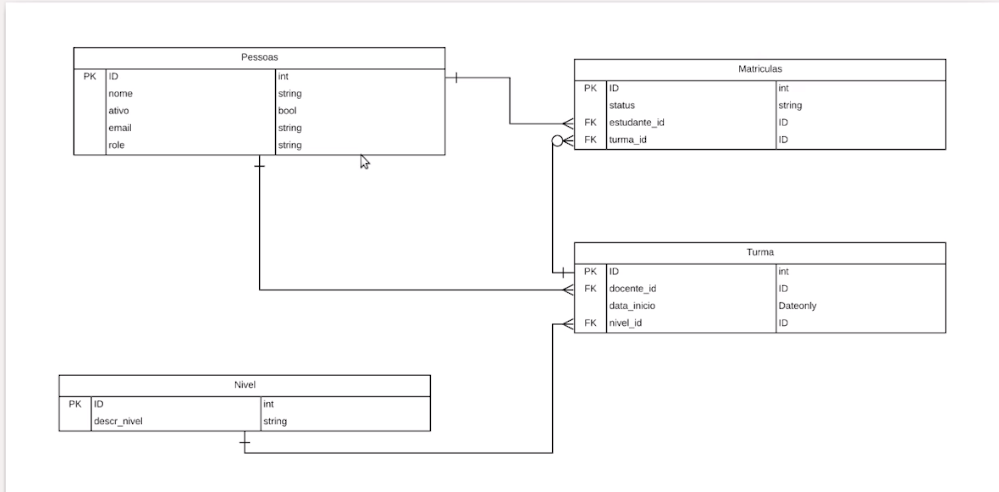 Pessoas
PK ID int
nome string
ativo bool
email string
role string
Matriculas
PK ID int
status string
FK estudante_id ID
FK turma_id ID
Turma
PK ID int
FK docente_id ID
data_inicio Dateonly
FK nivel_id ID
Nivel
PK ID int
descr_nivel string